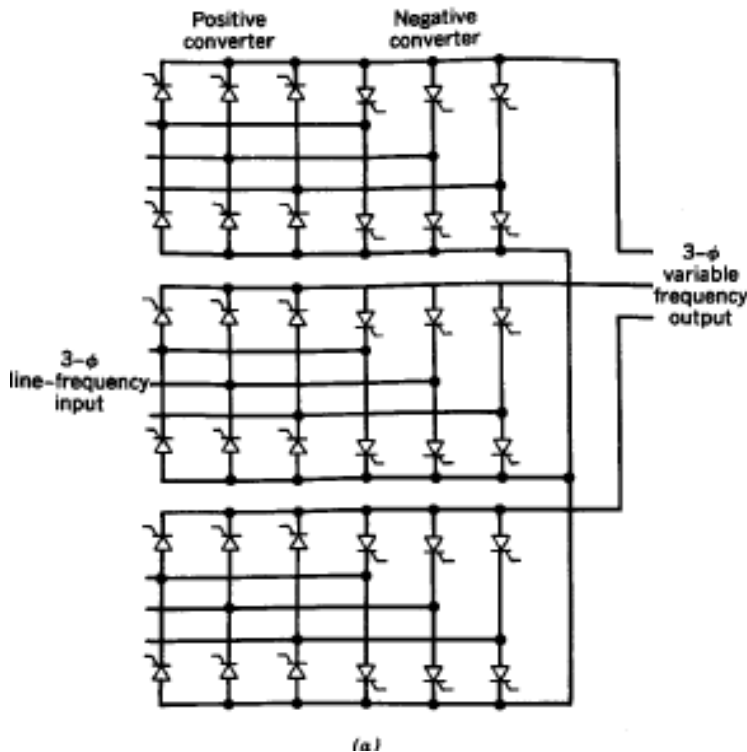 Positive
converter
Negative
converter
3-ϕ
variable
frequency
output
3-ϕ
line-frequency
input
(a)